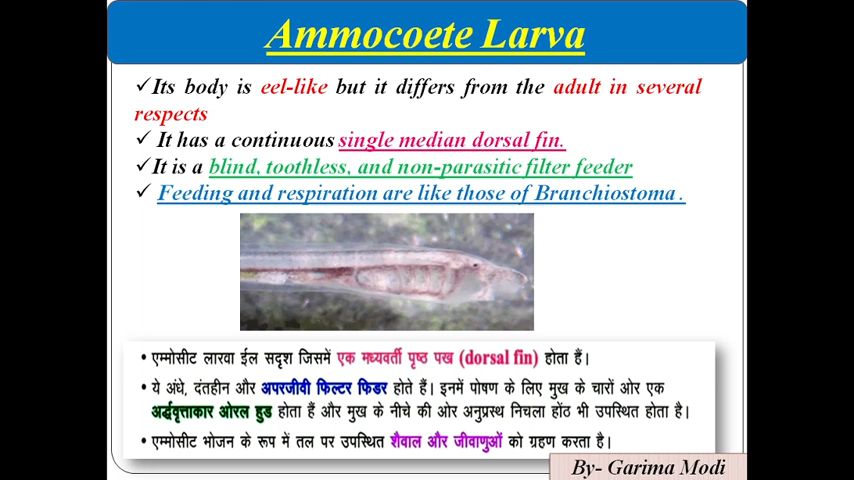 Ammocoete Larva
✓Its body is eel-like but it differs from the adult in several
respects
✓ It has a continuous single median dorsal fin.
✓It is a blind, toothless, and non-parasitic filter feeder
✓ Feeding and respiration are like those of Branchiostoma .
• एम्मोसीट लारवा ईल सदृश जिसमें एक मध्यवर्ती पृष्ठ पख (dorsal fin) होता हैं।
• ये अंधे, दंतहीन और अपरजीवी फिल्टर फिडर होते हैं। इनमें पोषण के लिए मुख के चारों ओर एक
अर्द्धवृत्ताकार ओरल हुड होता हैं और मुख के नीचे की ओर अनुप्रस्थ निचला होंठ भी उपस्थित होता है।
• एम्मोसीट भोजन के रूप में तल पर उपस्थित शैवाल और जीवाणुओं को ग्रहण करता है।
By- Garima Modi